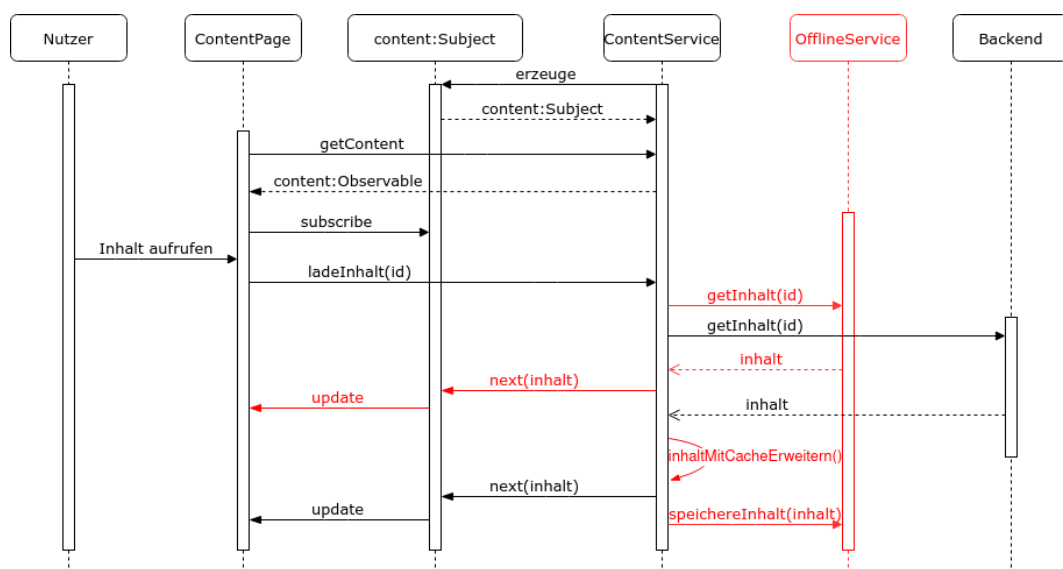 Nutzer
ContentPage
content:Subject
ContentService
OfflineService
Backend
erzeuge
content:Subject
getContent
content:Observable
subscribe
Inhalt aufrufen
ladeInhalt(id)
getInhalt(id)
getInhalt(id)
inhalt
next(inhalt)
update
inhalt
inhaltMitCacheErweitern()
next(inhalt)
update
speichereInhalt(inhalt)